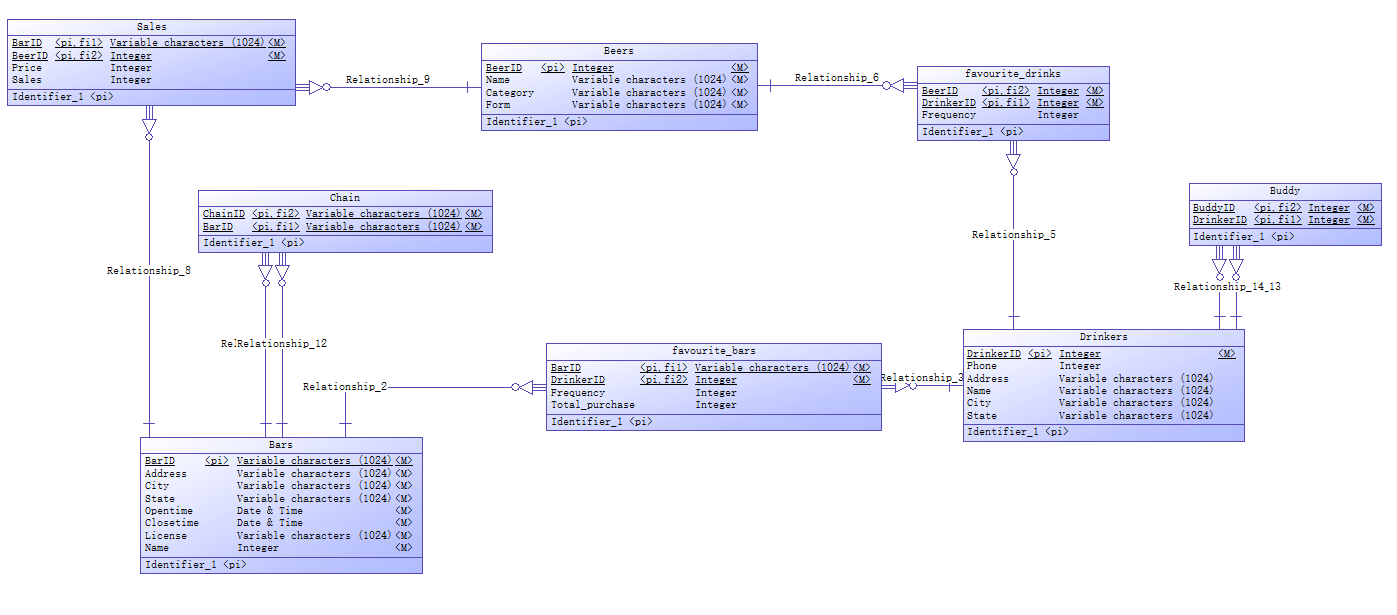 Sales
BarID <pi,fi1> Variable characters (1024) <M>
BeerID <pi,fi2> Integer <M>
Price Integer
Sales Integer
Identifier_1 <pi>
Relationship_9
Beers
BeerID <pi> Integer <M>
Name Variable characters (1024) <M>
Category Variable characters (1024) <M>
Form Variable characters (1024) <M>
Identifier_1 <pi>
Relationship_6
favourite_drinks
BeerID <pi,fi2> Integer <M>
DrinkerID <pi,fi1> Integer <M>
Frequency Integer
Identifier_1 <pi>
Chain
ChainID <pi,fi2> Variable characters (1024) <M>
BarID <pi,fi1> Variable characters (1024) <M>
Identifier_1 <pi>
Buddy
BuddyID <pi,fi2> Integer <M>
DrinkerID <pi,fi1> Integer <M>
Identifier_1 <pi>
Relationship_5
Relationship_8
Relationship_14_13
Relationship_12
Relationship_2
favourite_bars
BarID <pi,fi1> Variable characters (1024) <M>
DrinkerID <pi,fi2> Integer <M>
Frequency Integer
Total_purchase Integer
Identifier_1 <pi>
Relationship_3
Drinkers
DrinkerID <pi> Integer <M>
Phone Integer
Address Variable characters (1024)
Name Variable characters (1024)
City Variable characters (1024)
State Variable characters (1024)
Identifier_1 <pi>
Bars
BarID <pi> Variable characters (1024) <M>
Address Variable characters (1024) <M>
City Variable characters (1024) <M>
State Variable characters (1024) <M>
Opentime Date & Time <M>
Closetime Date & Time <M>
License Variable characters (1024) <M>
Name Integer <M>
Identifier_1 <pi>